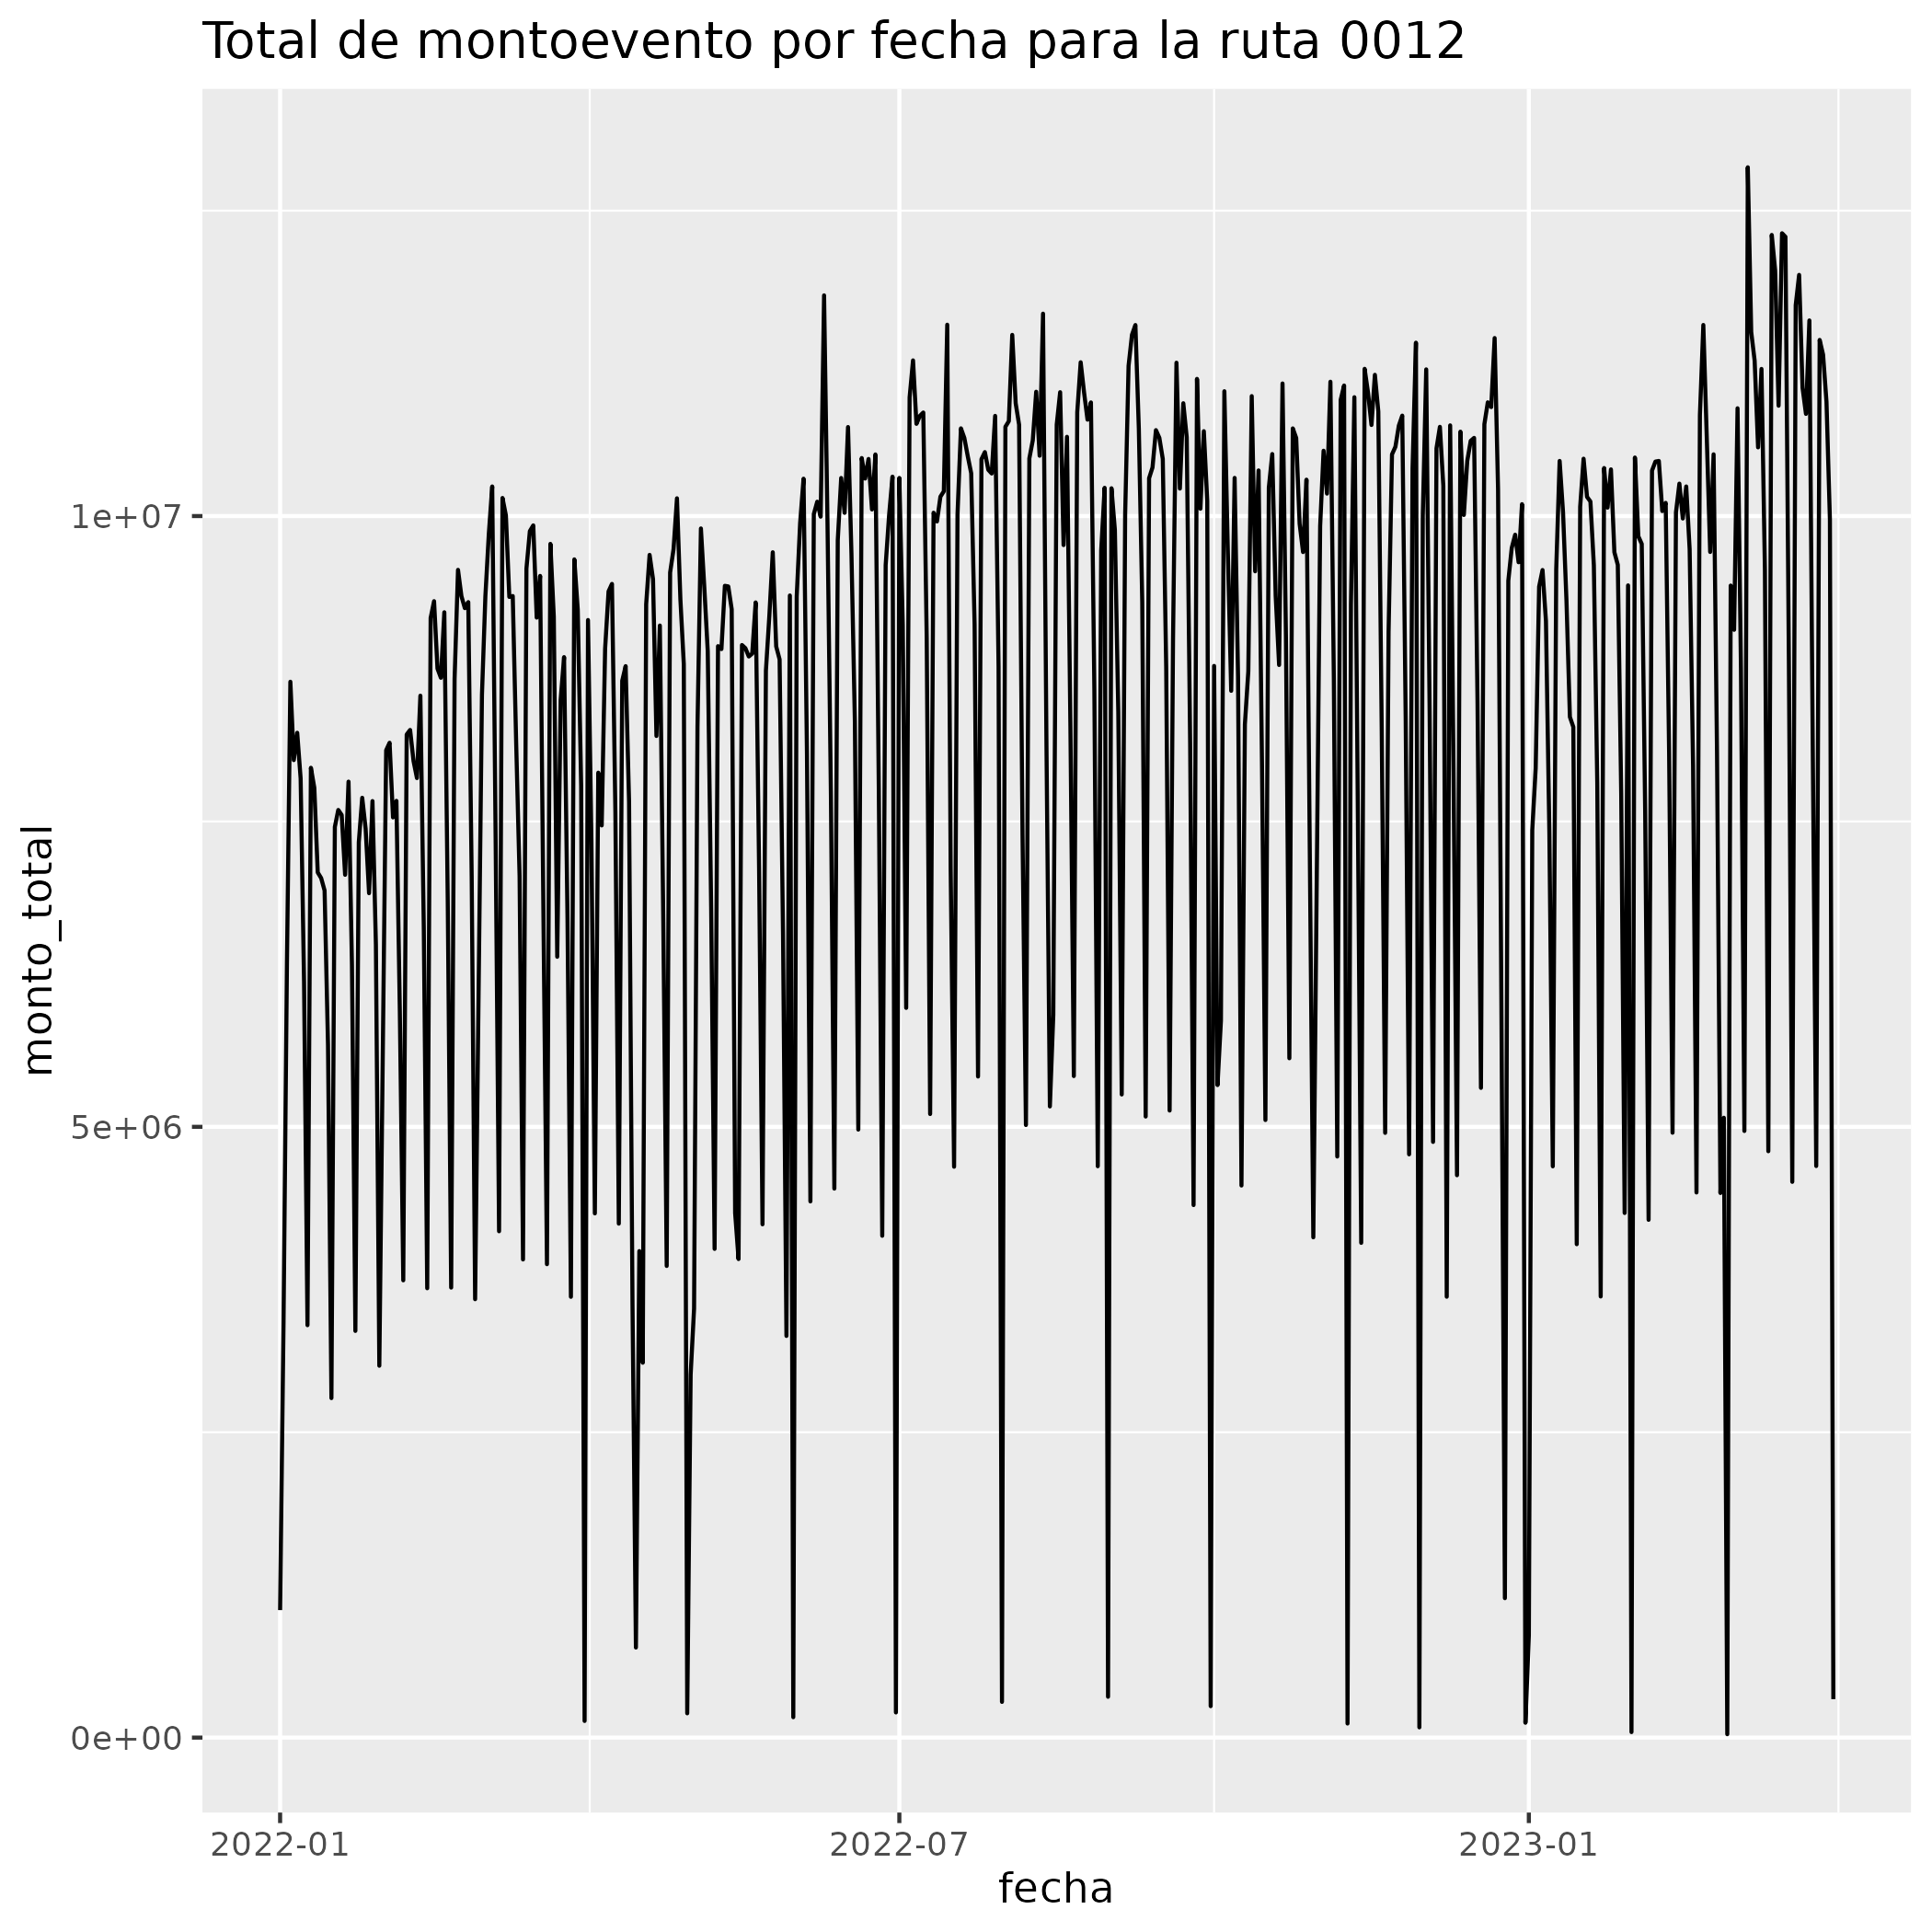 Total de montoevento por fecha para la ruta 0012
monto_total
1e+07
5e+06
0e+00
2022-01
2022-07
2023-01
fecha